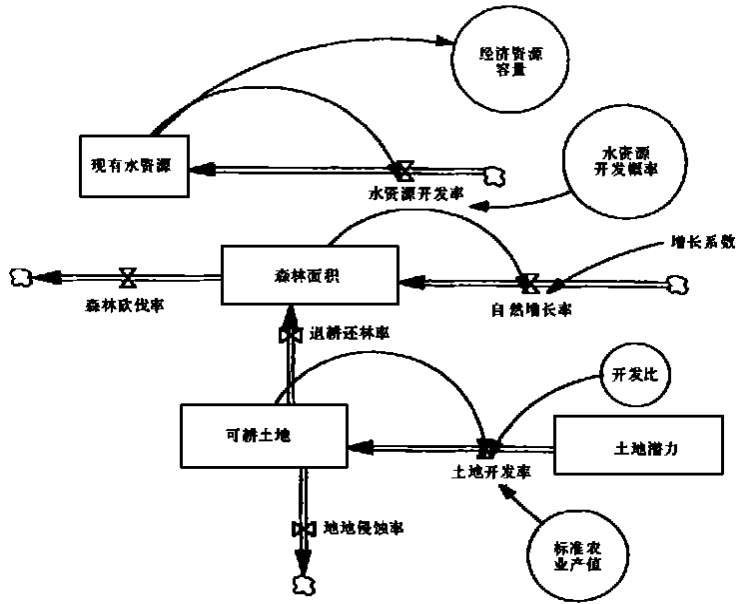 经济资源
容量
现有水资源
水资源
开发概率
水资源开发率
增长系数
森林面积
森林砍伐率
自然增长率
退耕还林率
开发比
可耕土地
土地潜力
土地开发率
地地侵蚀率
标准农
业产值